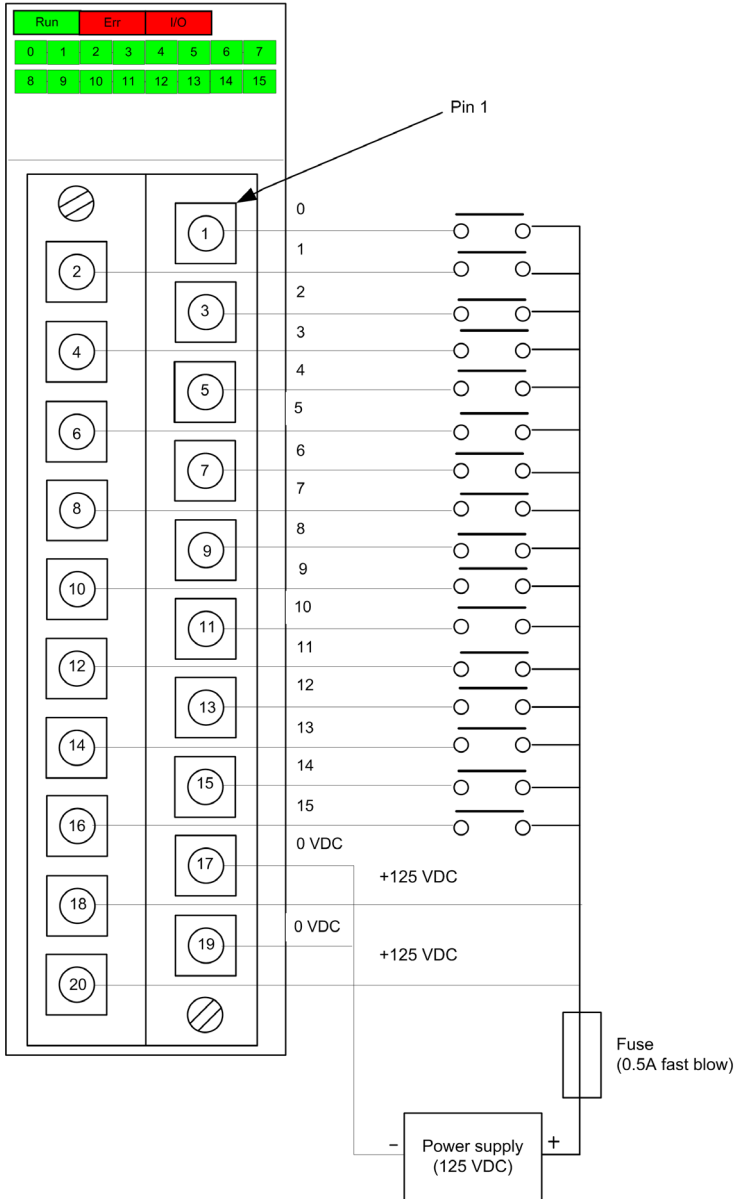 Run Err I/O
0 1 2 3 4 5 6 7
8 9 10 11 12 13 14 15
Pin 1
1 0
2 1
3 2
4 3
5 4
6 5
7 6
8 7
9 8
10 9
11 10
12 11
13 12
14 13
15 14
16 15
17 0 VDC
+125 VDC
18
19 0 VDC
+125 VDC
20
Fuse
(0.5A fast blow)
- Power supply +
(125 VDC)